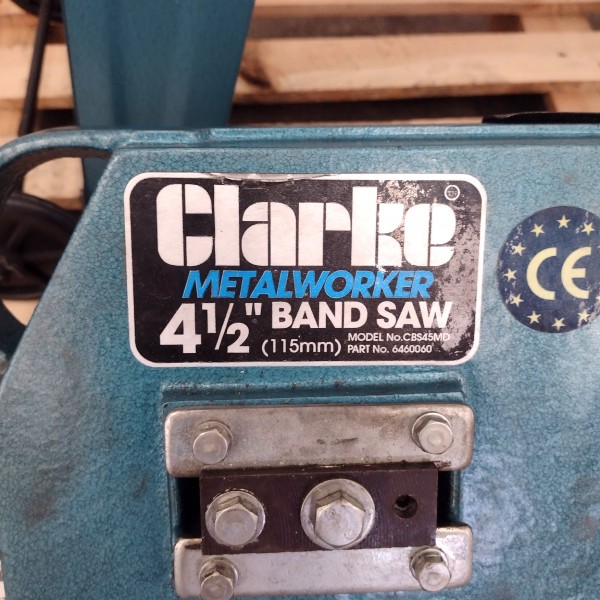 Clarke
METALWORKER
4½" BAND SAW
(115mm) MODEL No.CBS45MD
PART No. 6460060
CE